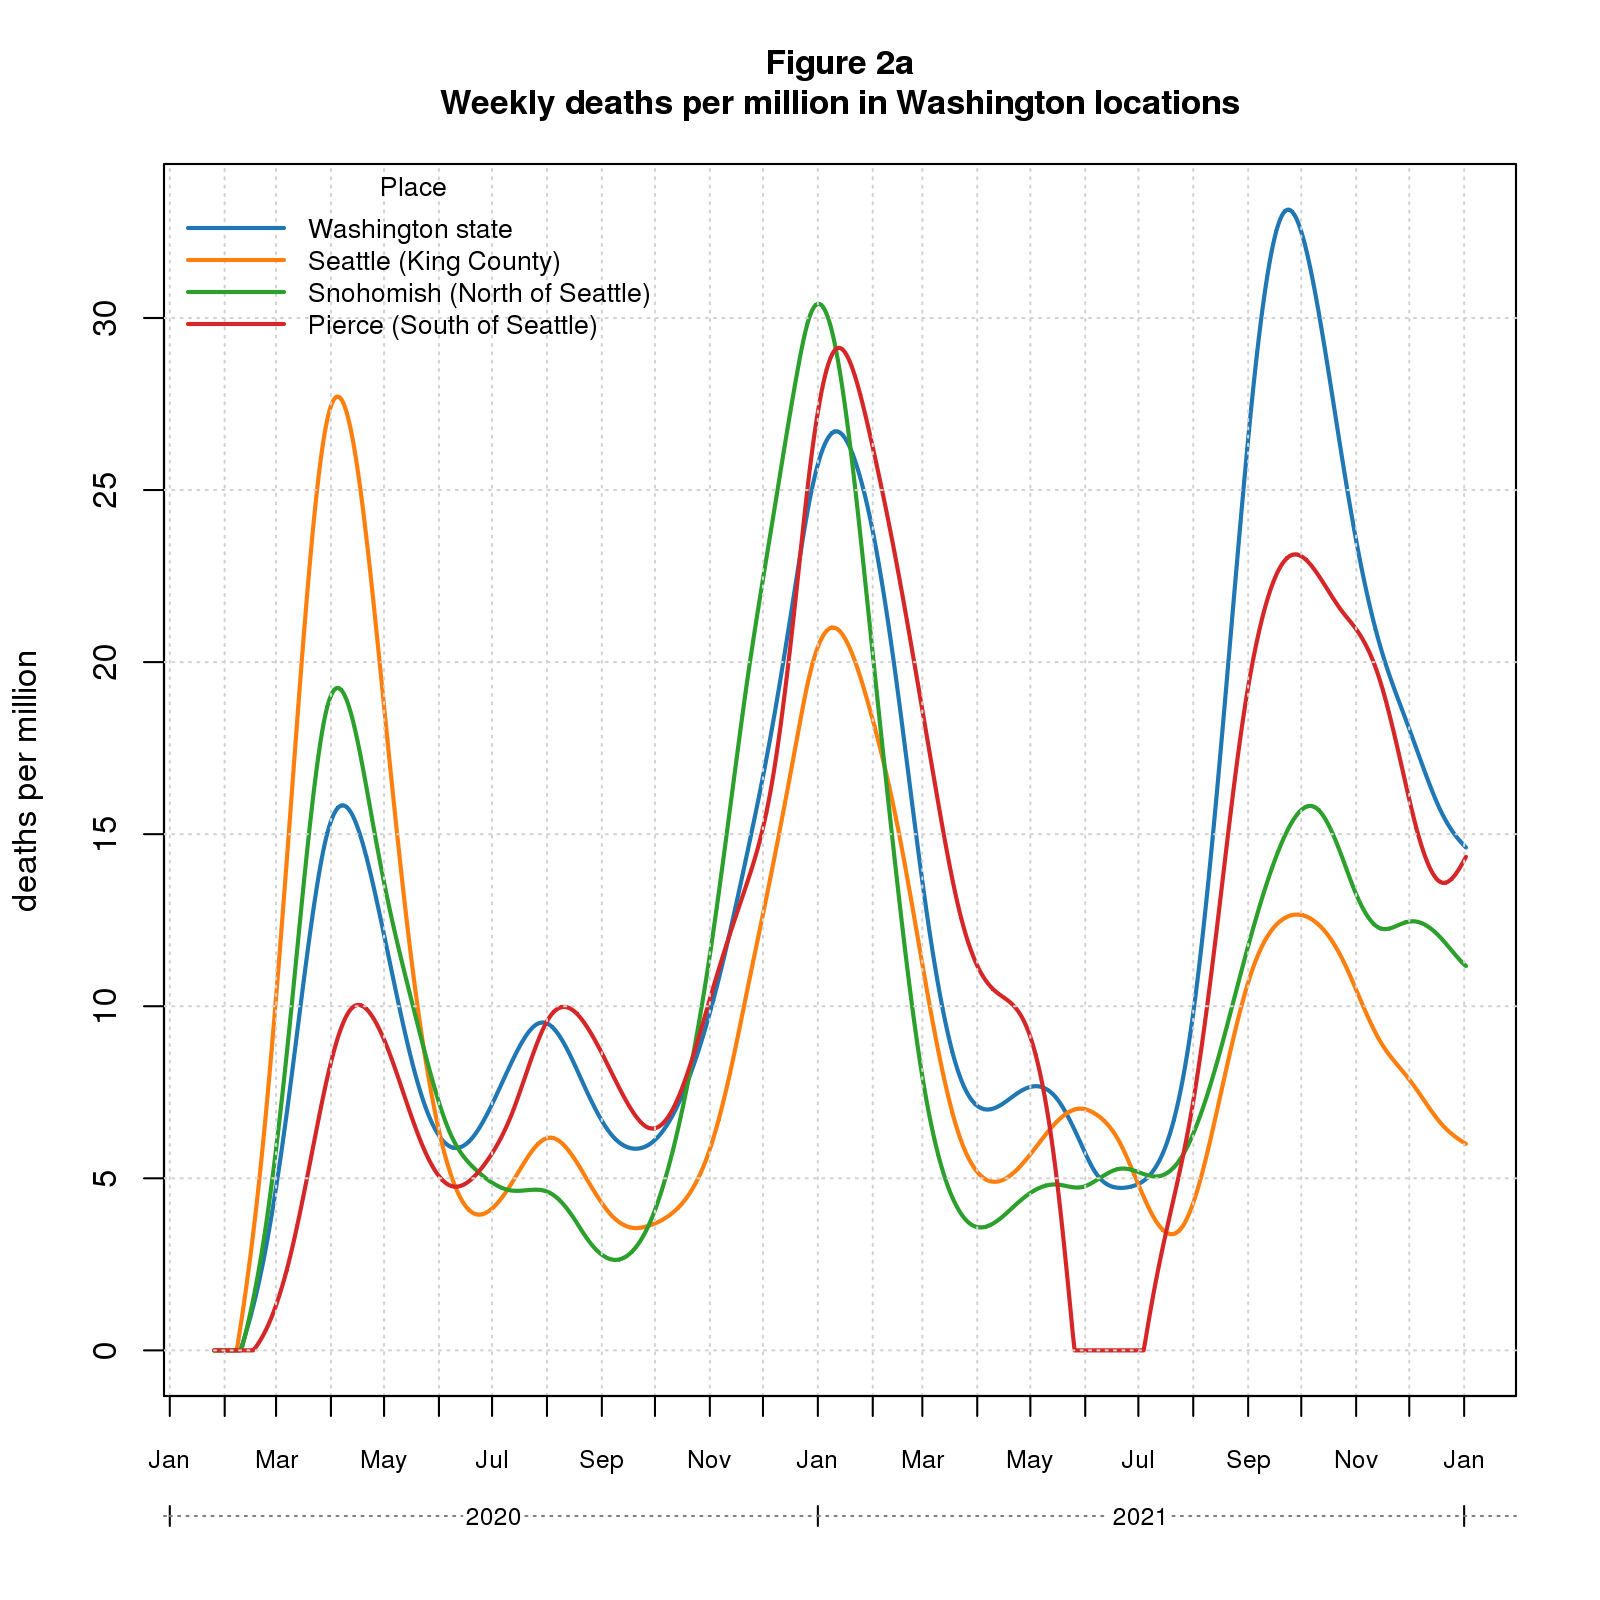 Figure 2a
Weekly deaths per million in Washington locations
Place
Washington state
Seattle (King County)
Snohomish (North of Seattle)
Pierce (South of Seattle)
deaths per million
30
25
20
15
10
5
0
Jan Mar May Jul Sep Nov Jan Mar May Jul Sep Nov Jan
2020 2021